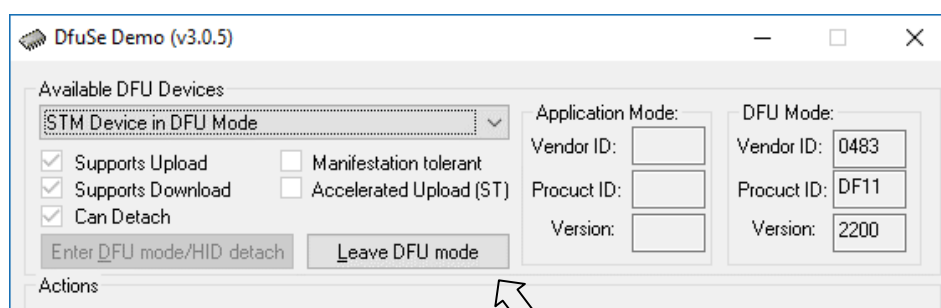 DfuSe Demo (v3.0.5)
Available DFU Devices
STM Device in DFU Mode
Supports Upload
Manifestation tolerant
Supports Download
Accelerated Upload (ST)
Can Detach
Enter DFU mode/HID detach
Leave DFU mode
Application Mode:
Vendor ID:
Procuct ID:
Version:
DFU Mode:
Vendor ID: 0483
Procuct ID: DF11
Version: 2200
Actions